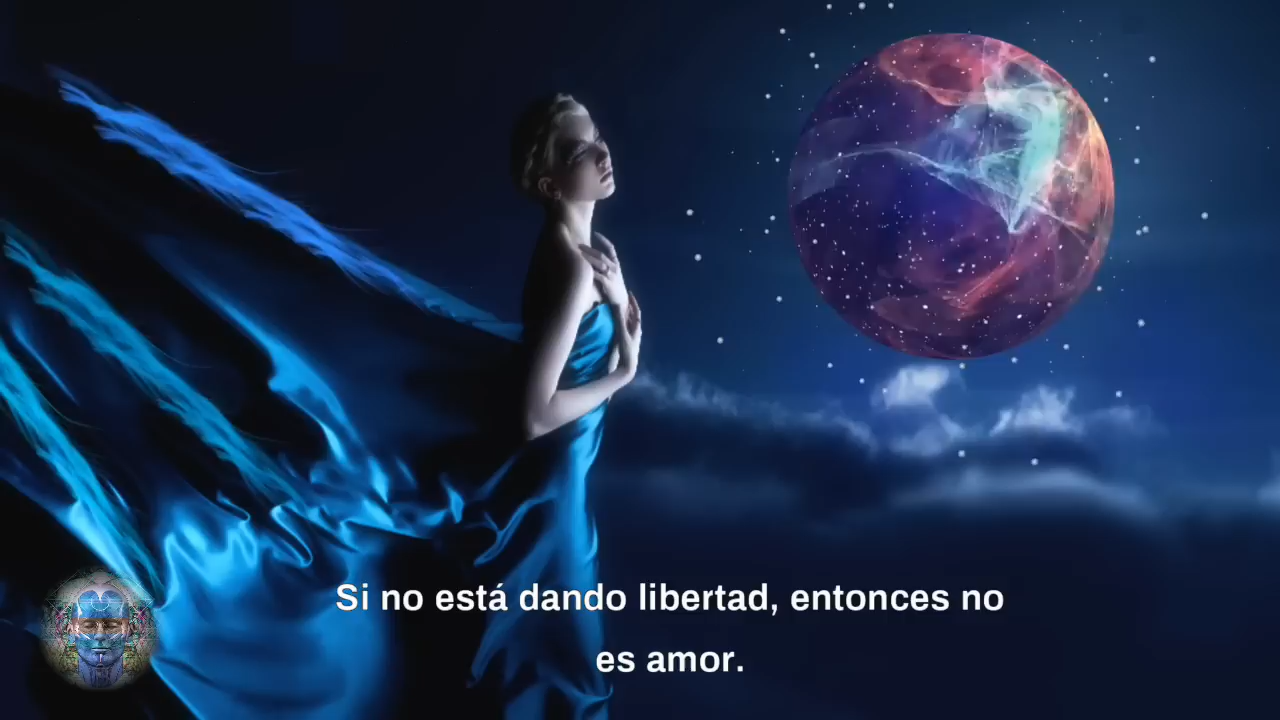 Si no está dando libertad, entonces no
es amor.